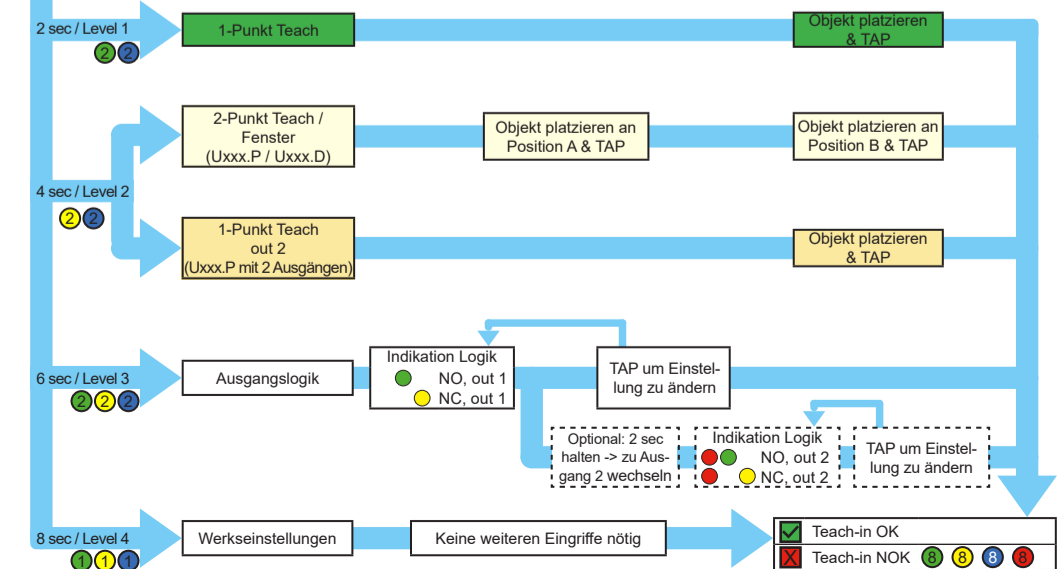 2 sec / Level 1
2 2
1-Punkt Teach
Objekt platzieren
& TAP
4 sec / Level 2
2 2
2-Punkt Teach /
Fenster
(Uxxx.P / Uxxx.D)
Objekt platzieren an
Position A & TAP
Objekt platzieren an
Position B & TAP
1-Punkt Teach
out 2
(Uxxx.P mit 2 Ausgängen)
Objekt platzieren
& TAP
6 sec / Level 3
2 2 2
Ausgangslogik
Indikation Logik
NO, out 1
NC, out 1
TAP um Einstel-
lung zu ändern
Optional: 2 sec
halten -> zu Aus-
gang 2 wechseln
Indikation Logik
NO, out 2
NC, out 2
TAP um Einstel-
lung zu ändern
8 sec / Level 4
1 1 1
Werkseinstellungen
Keine weiteren Eingriffe nötig
Teach-in OK
X Teach-in NOK 8 8 8 8